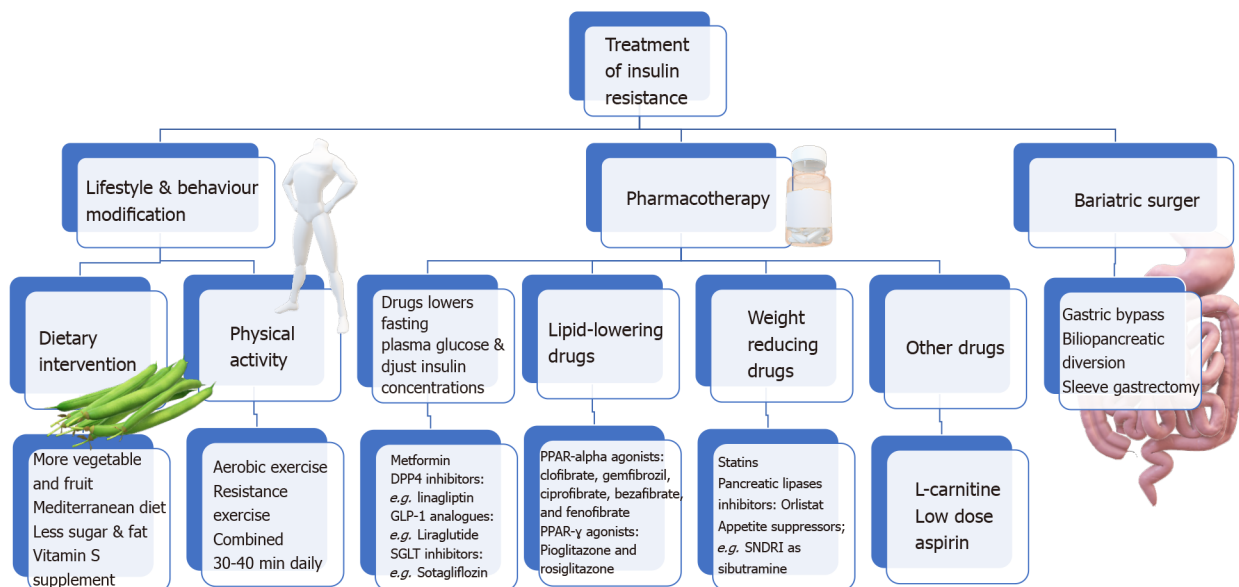 Treatment
of insulin
resistance
Lifestyle & behaviour
modification
Pharmacotherapy
Bariatric surger
Dietary
intervention
Physical
activity
Drugs lowers
fasting
plasma glucose &
djust insulin
concentrations
Lipid-lowering
drugs
Weight
reducing
drugs
Other drugs
Gastric bypass
Biliopancreatic
diversion
Sleeve gastrectomy
More vegetable
and fruit
Mediterranean diet
Less sugar & fat
Vitamin S
supplement
Aerobic exercise
Resistance
exercise
Combined
30-40 min daily
Metformin
DPP4 inhibitors:
e.g. linagliptin
GLP-1 analogues:
e.g. Liraglutide
SGLT inhibitors:
e.g. Sotagliflozin
PPAR-alpha agonists:
clofibrate, gemfibrozil,
ciprofibrate, bezafibrate,
and fenofibrate
PPAR-γ agonists:
Pioglitazone and
rosiglitazone
Statins
Pancreatic lipases
inhibitors: Orlistat
Appetite suppressors;
e.g. SNDRI as
sibutramine
L-carnitine
Low dose
aspirin